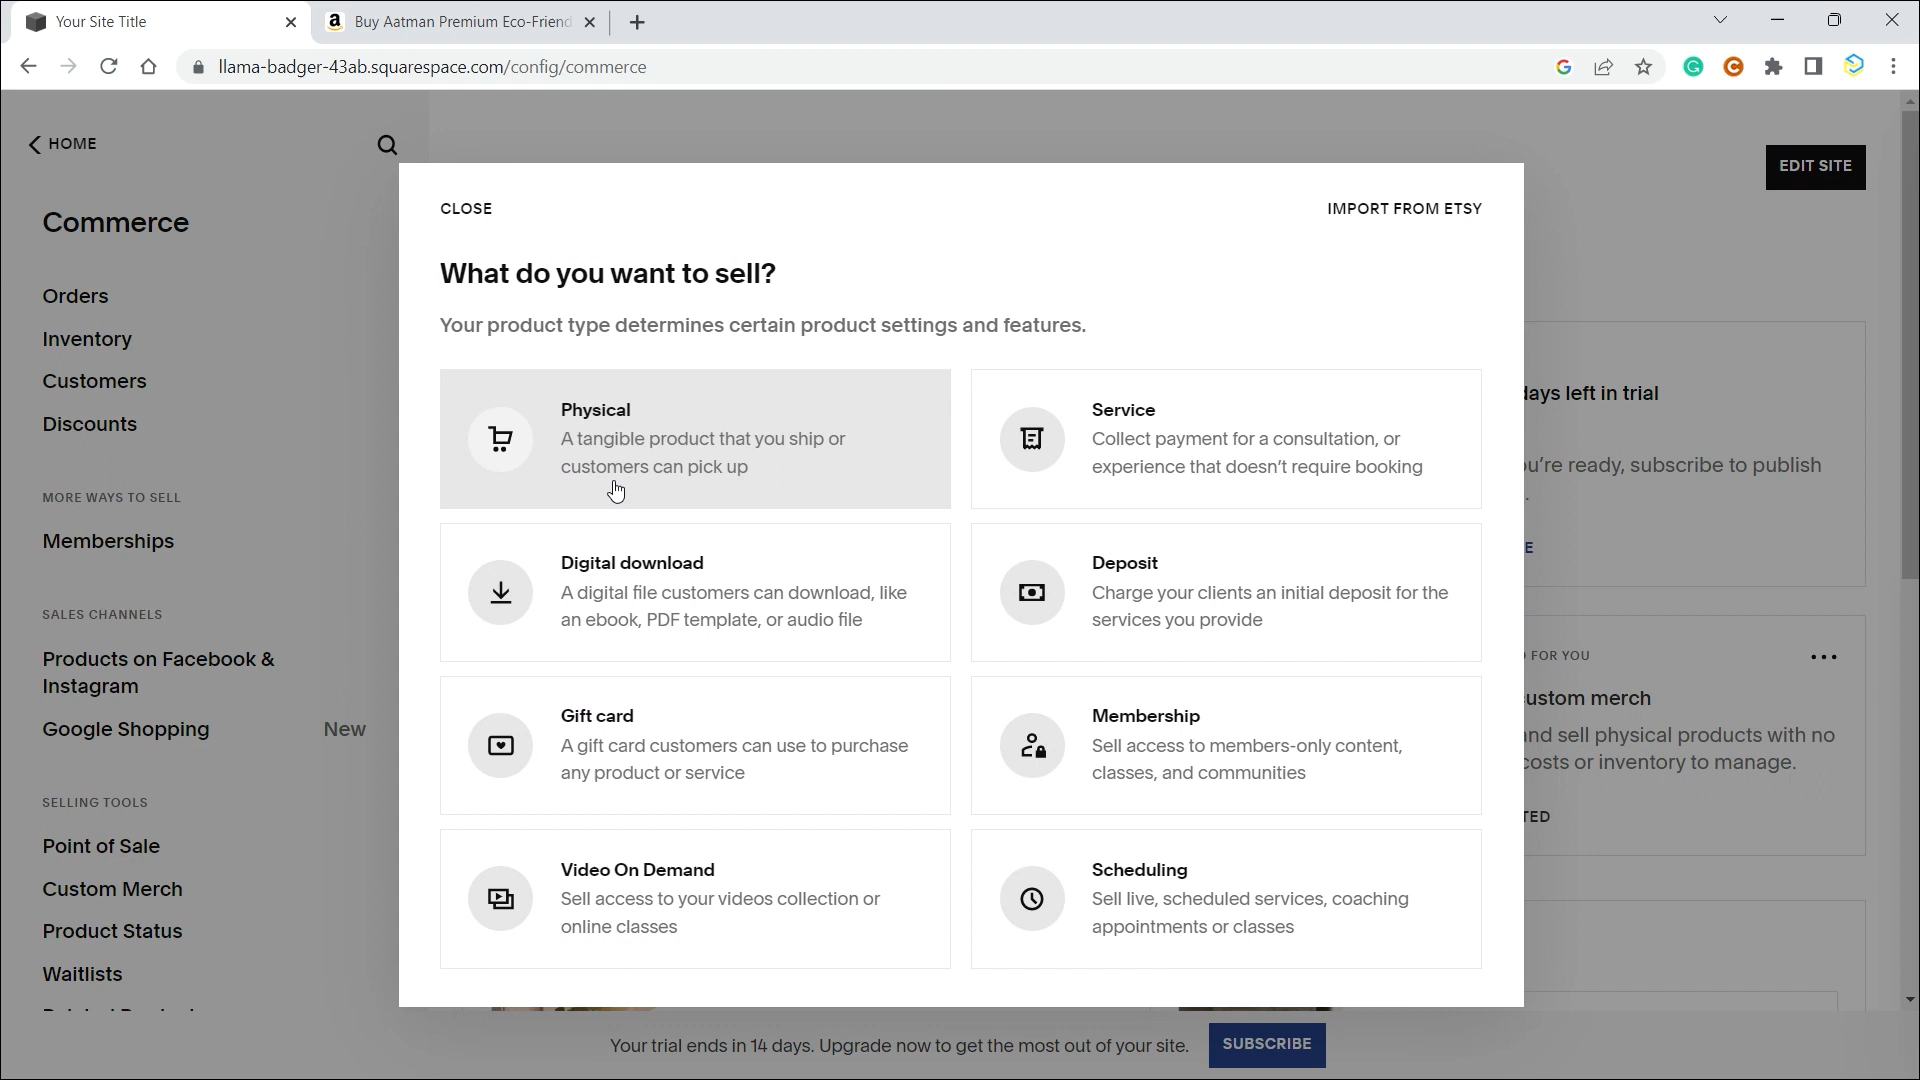 Your Site Title
Buy Aatman Premium Eco-Friend
llama-badger-43ab.squarespace.com/config/commerce
HOME
EDIT SITE
Commerce
Orders
Inventory
Customers
Discounts
MORE WAYS TO SELL
Memberships
SALES CHANNELS
Products on Facebook &
Instagram
Google Shopping New
SELLING TOOLS
Point of Sale
Custom Merch
Product Status
Waitlists
CLOSE
IMPORT FROM ETSY
What do you want to sell?
Your product type determines certain product settings and features.
Physical
A tangible product that you ship or
customers can pick up
Service
Collect payment for a consultation, or
experience that doesn't require booking
Digital download
A digital file customers can download, like
an ebook, PDF template, or audio file
Deposit
Charge your clients an initial deposit for the
services you provide
Gift card
A gift card customers can use to purchase
any product or service
Membership
Sell access to members-only content,
classes, and communities
Video On Demand
Sell access to your videos collection or
online classes
Scheduling
Sell live, scheduled services, coaching
appointments or classes
days left in trial
ou're ready, subscribe to publish
.
E
FOR YOU
ustom merch
and sell physical products with no
costs or inventory to manage.
TED
Your trial ends in 14 days. Upgrade now to get the most out of your site.
SUBSCRIBE